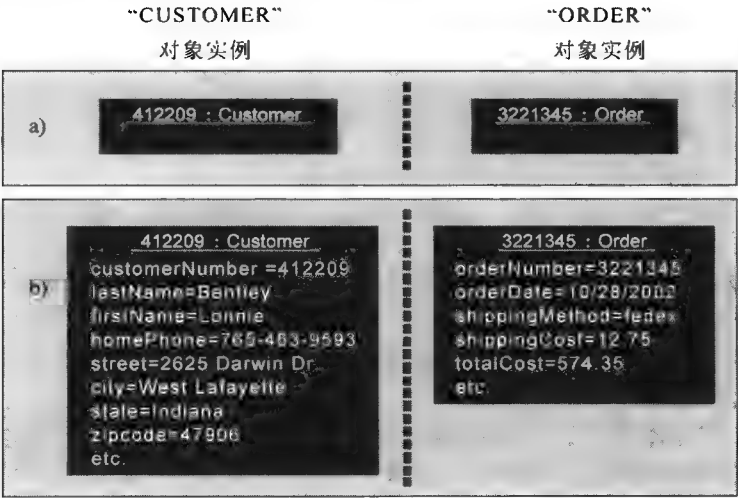 “CUSTOMER”
对象实例
“ORDER”
对象实例
a)
412209 : Customer
3221345 : Order
b)
412209 : Customer
customerNumber =412209
lastName=Bentley
firstName=Lonnie
homePhone=765-463-9593
street=2625 Darwin Dr.
city=West Lafayette
state=Indiana
zipcode=47906
etc.
3221345 : Order
orderNumber=3221345
orderDate=10/28/2002
shippingMethod=fedex
shippingCost=12.75
totalCost=574.35
etc.